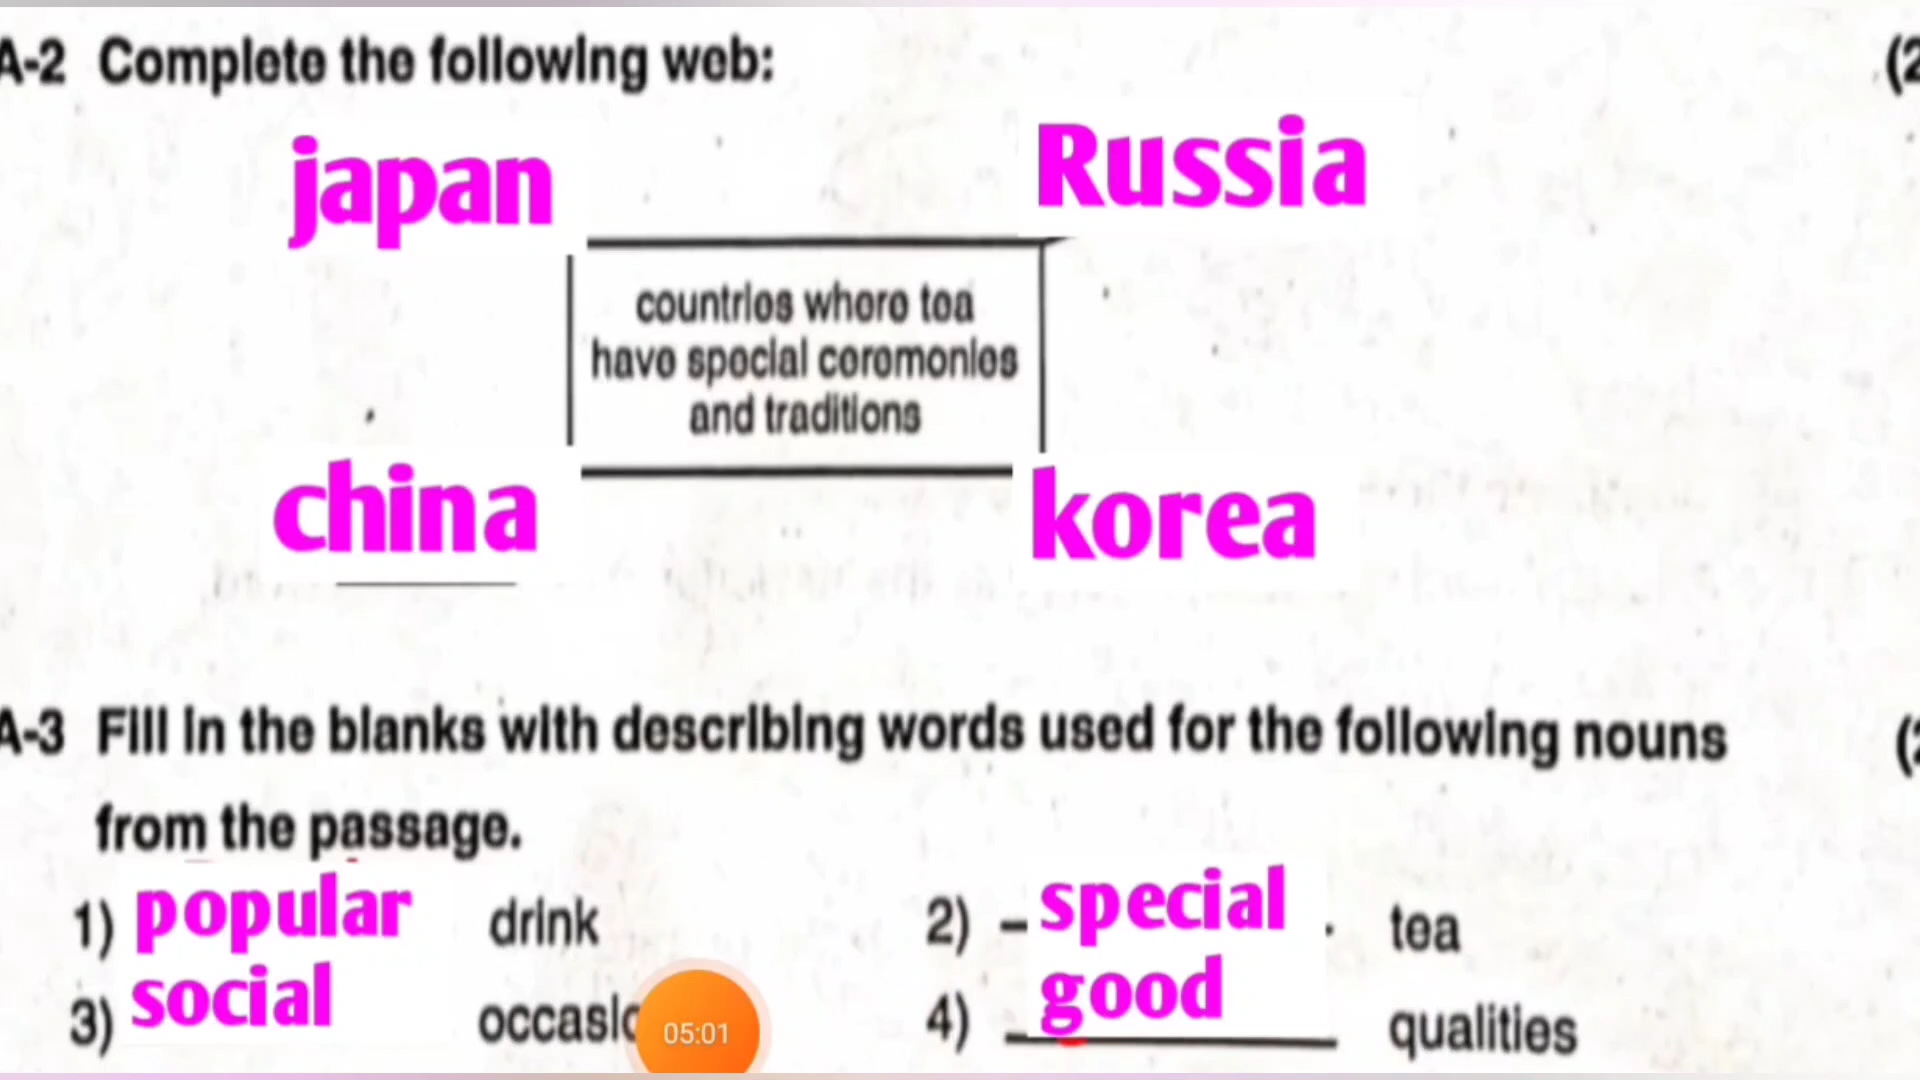 A-2 Complete the following web:
japan Russia
countries where tea
have special ceremonies
and traditions
china korea
A-3 Fill in the blanks with describing words used for the following nouns
from the passage.
1) popular drink 2) special tea
3) social 4) good qualities
05:01